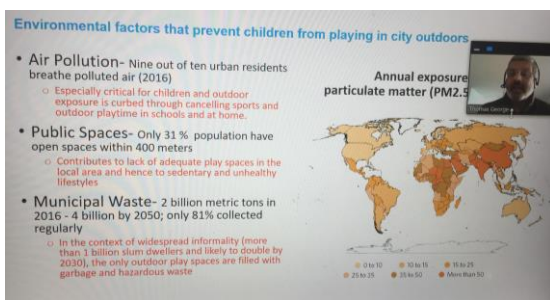 Environmental factors that prevent children from playing in city outdoors
• Air Pollution- Nine out of ten urban residents
breathe polluted air (2016)
○ Especially critical for children and outdoor
exposure is curbed through cancelling sports and
outdoor playtime in schools and at home.
• Public Spaces- Only 31 % population have
open spaces within 400 meters
○ Contributes to lack of adequate play spaces in the
local area and hence to sedentary and unhealthy
lifestyles
• Municipal Waste- 2 billion metric tons in
2016 - 4 billion by 2050; only 81% collected
regularly
○ In the context of widespread informality (more
than 1 billion slum dwellers and likely to double by
2030), the only outdoor play spaces are filled with
garbage and hazardous waste
Annual exposure
particulate matter (PM2.5
George
0 to 10
10 to 15
15 to 25
25 to 35
35 to 50
More than 50